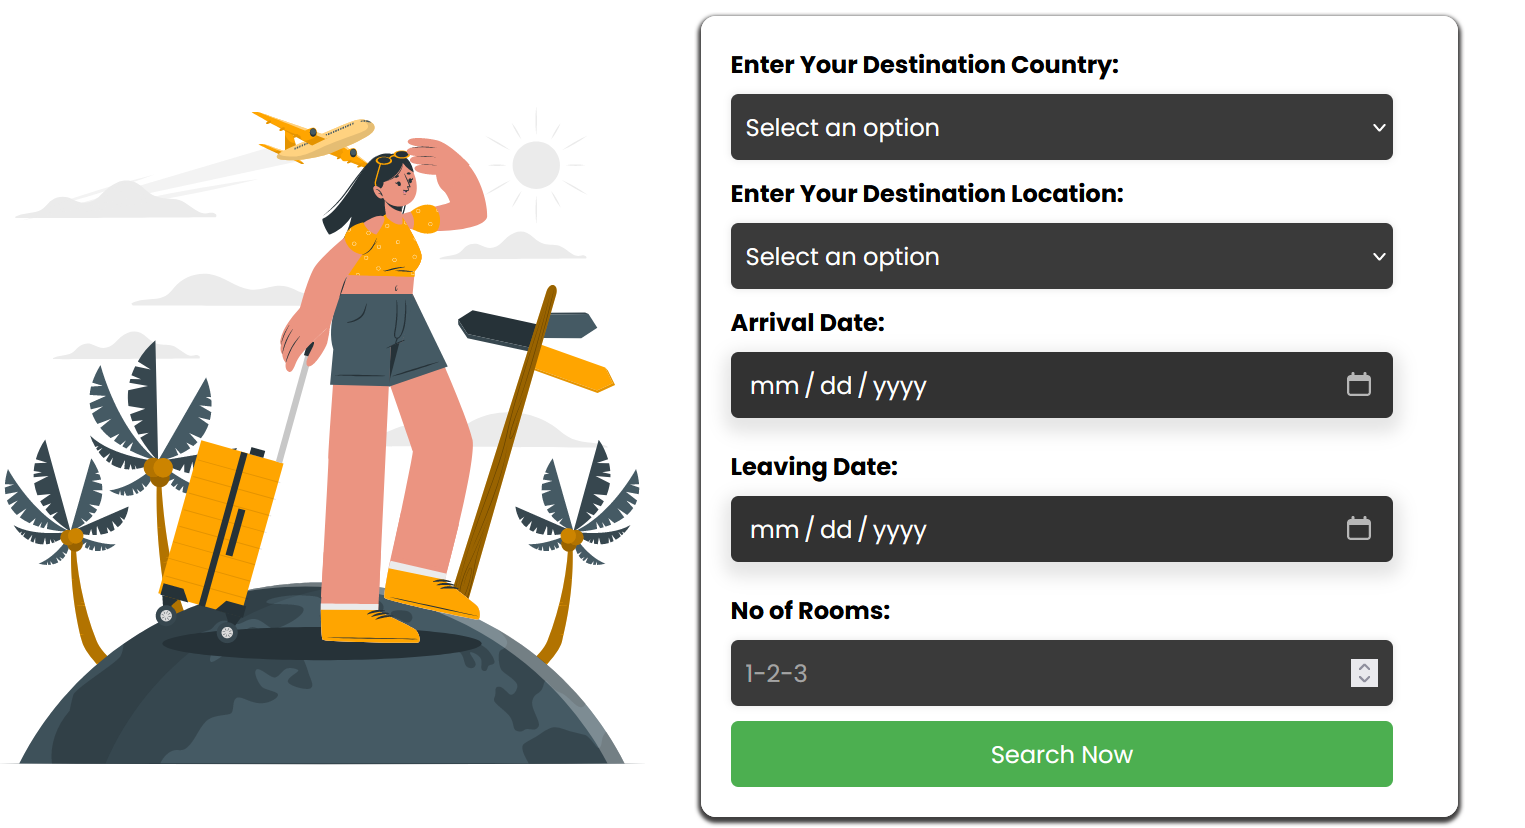 Enter Your Destination Country:
Select an option
Enter Your Destination Location:
Select an option
Arrival Date:
mm / dd / yyyy
Leaving Date:
mm / dd / yyyy
No of Rooms:
1-2-3
Search Now